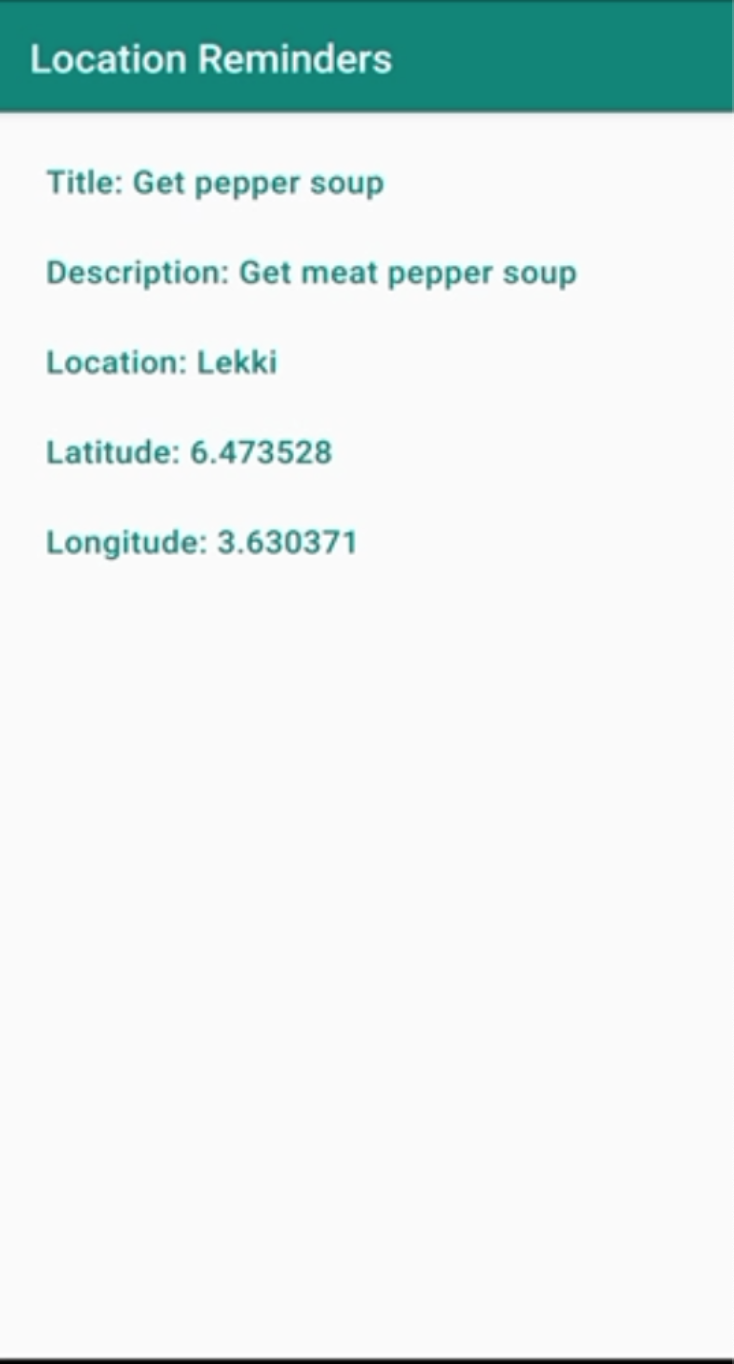 Location Reminders
Title: Get pepper soup
Description: Get meat pepper soup
Location: Lekki
Latitude: 6.473528
Longitude: 3.630371